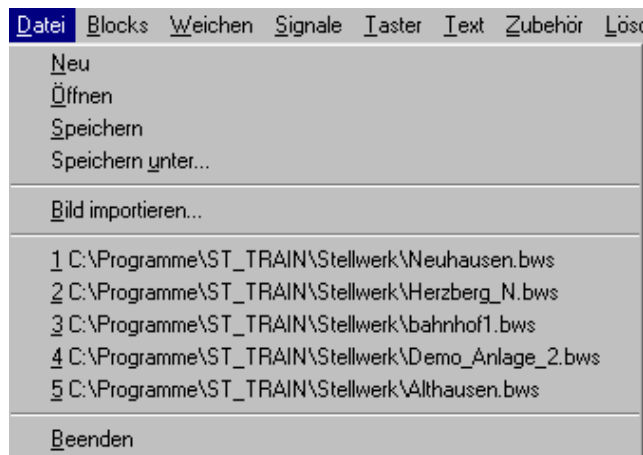 Datei Blocks Weichen Signale Taster Text Zubehör
Neu
Öffnen
Speichern
Speichern unter...
Bild importieren...
1 C:\Programme\ST_TRAIN\Stellwerk\Neuhausen.bws
2 C:\Programme\ST_TRAIN\Stellwerk\Herzberg_N.bws
3 C:\Programme\ST_TRAIN\Stellwerk\bahnhof1.bws
4 C:\Programme\ST_TRAIN\Stellwerk\Demo_Anlage_2.bws
5 C:\Programme\ST_TRAIN\Stellwerk\Althausen.bws
Beenden